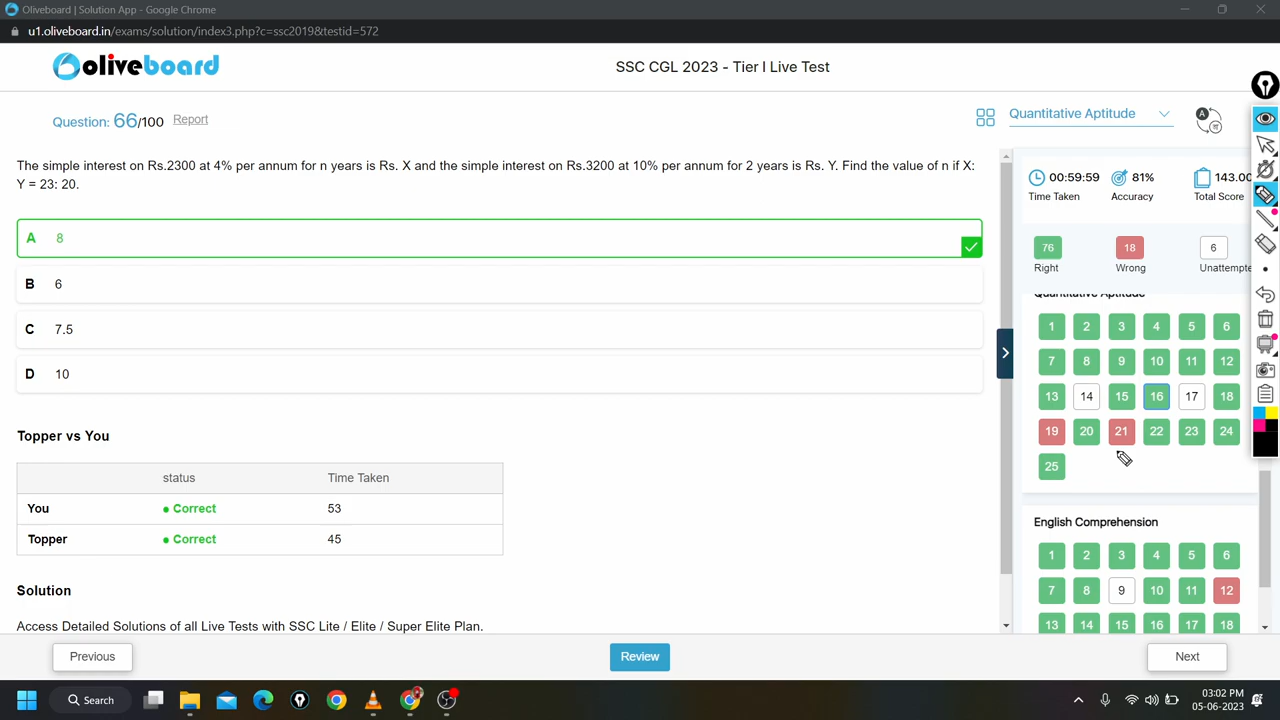 Oliveboard | Solution App - Google Chrome
u1.oliveboard.in/exams/solution/index3.php?c=ssc2019&testid=572
oliveboard
SSC CGL 2023 - Tier I Live Test
Question: 66/100 Report
Quantitative Aptitude
The simple interest on Rs.2300 at 4% per annum for n years is Rs. X and the simple interest on Rs.3200 at 10% per annum for 2 years is Rs. Y. Find the value of n if X:
Y = 23: 20.
A 8
B 6
C 7.5
D 10
Topper vs You
status Time Taken
You Correct 53
Topper Correct 45
Solution
Access Detailed Solutions of all Live Tests with SSC Lite / Elite / Super Elite Plan.
Previous
Review
Next
00:59:59 81% 143.00
Time Taken Accuracy Total Score
76 18 6
Right Wrong Unattempte
Quantitative Aptitude
1 2 3 4 5 6
7 8 9 10 11 12
13 14 15 16 17 18
19 20 21 22 23 24
25
English Comprehension
1 2 3 4 5 6
7 8 9 10 11 12
13 14 15 16 17 18
Search
03:02 PM
05-06-2023